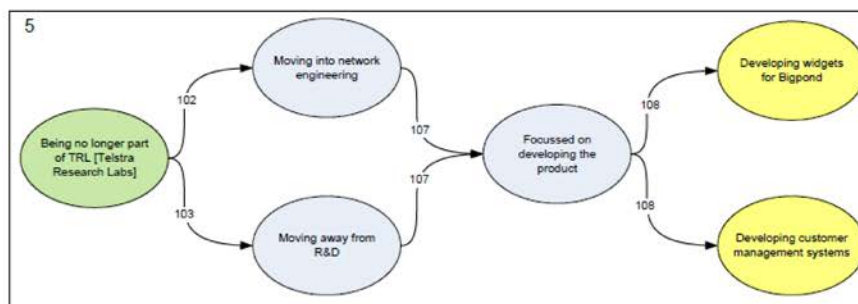 5
Moving into network
engineering
Developing widgets
for Bigpond
102
108
107
Being no longer part
of TRL [Telstra
Research Labs]
Focussed on
developing the
product
107
103
108
Moving away from
R&D
Developing customer
management systems